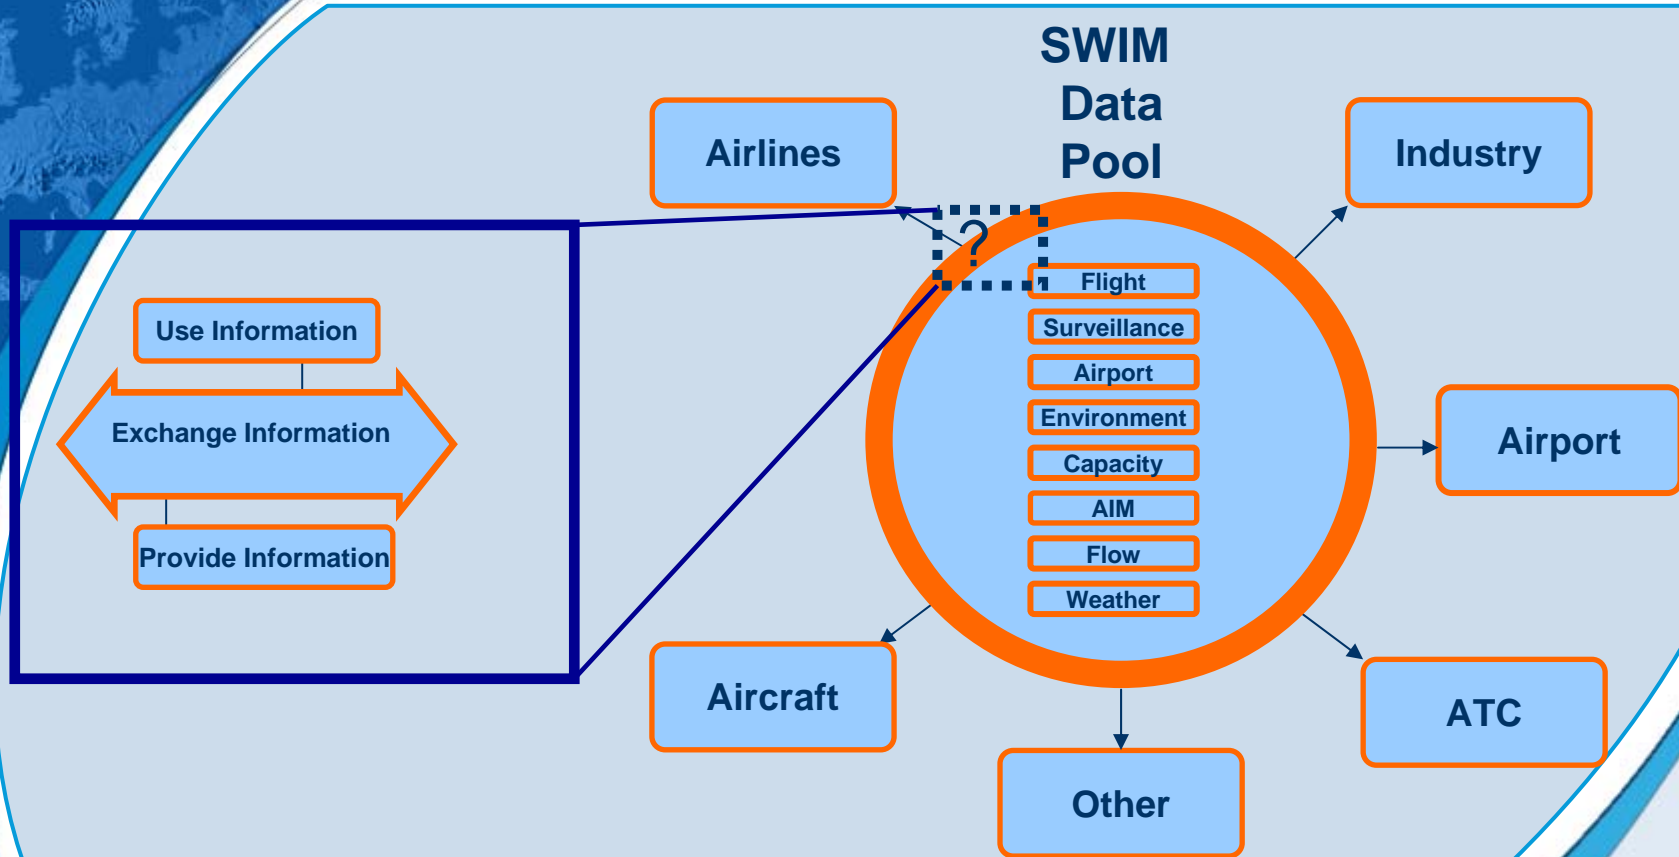 SWIM
Data
Pool
Airlines
Industry
?
Flight
Surveillance
Airport
Environment
Capacity
AIM
Flow
Weather
Use Information
Exchange Information
Provide Information
Airport
Aircraft
ATC
Other